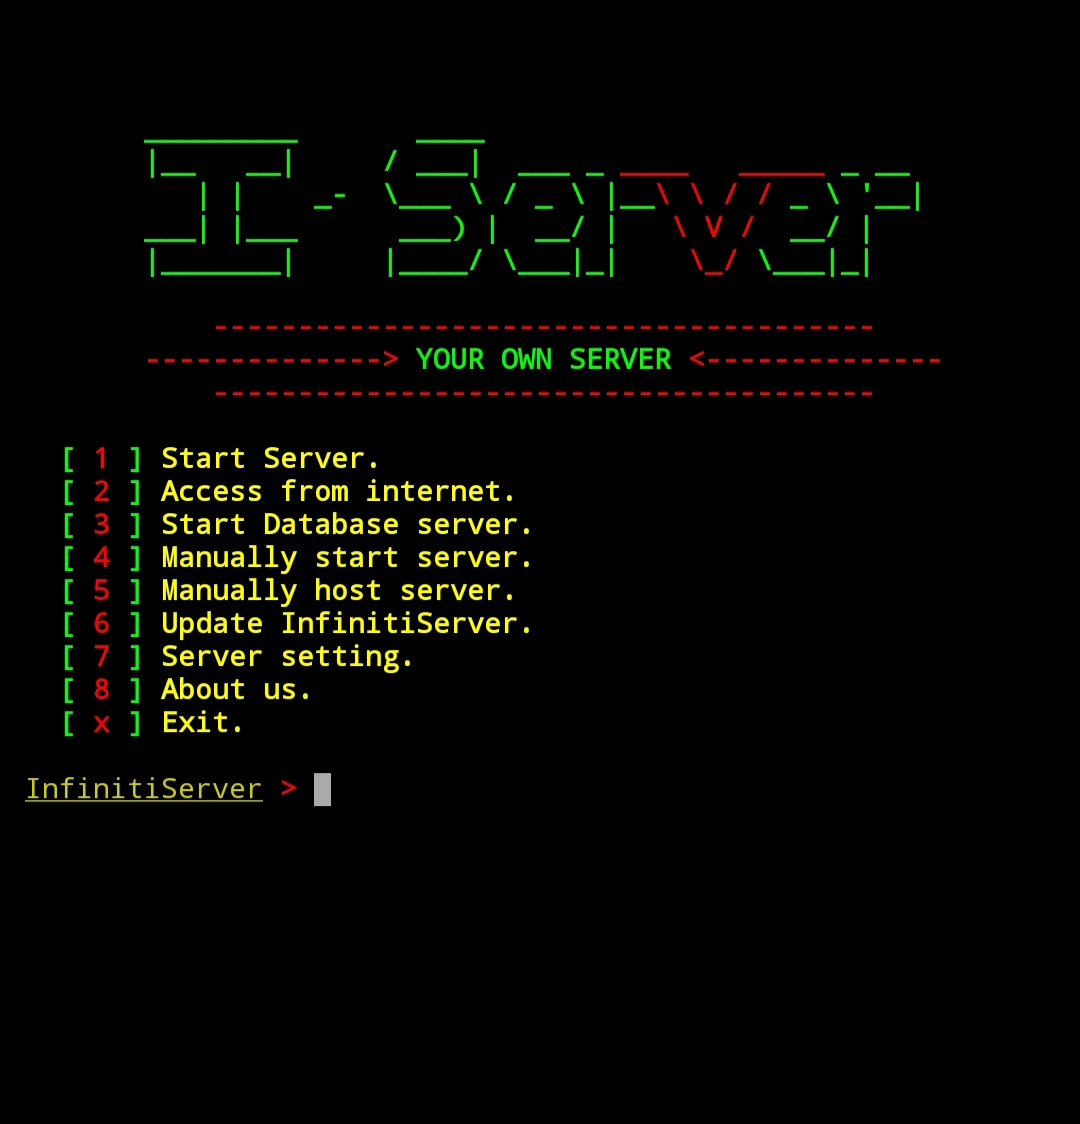 I-Server
------------------------------------
--------------> YOUR OWN SERVER <--------------
------------------------------------
[ 1 ] Start Server.
[ 2 ] Access from internet.
[ 3 ] Start Database server.
[ 4 ] Manually start server.
[ 5 ] Manually host server.
[ 6 ] Update InfinitiServer.
[ 7 ] Server setting.
[ 8 ] About us.
[ x ] Exit.
InfinitiServer >